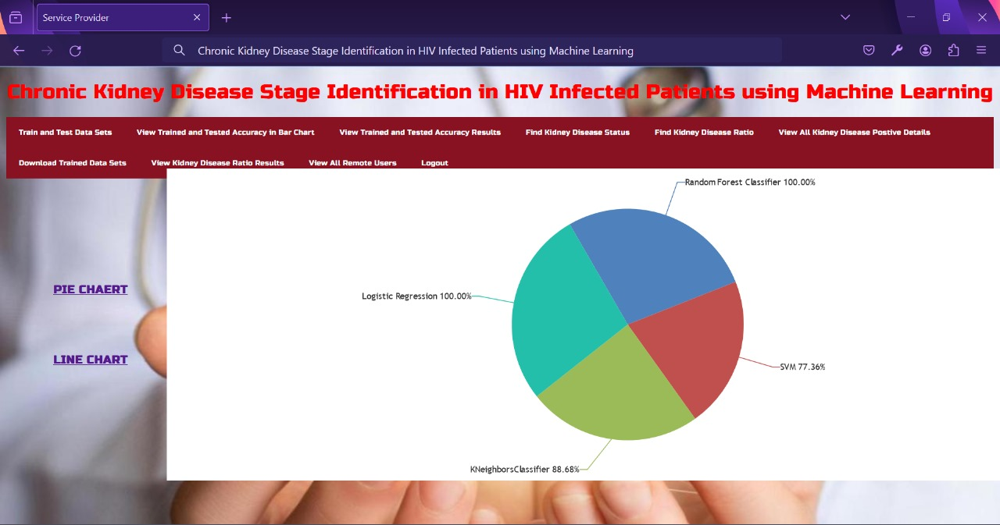 Service Provider
Chronic Kidney Disease Stage Identification in HIV Infected Patients using Machine Learning
Chronic Kidney Disease Stage Identification in HIV Infected Patients using Machine Learning
Train and Test Data Sets View Trained and Tested Accuracy in Bar Chart View Trained and Tested Accuracy Results Find Kidney Disease Status Find Kidney Disease Ratio View All Kidney Disease Postive Details
Download Trained Data Sets View Kidney Disease Ratio Results View All Remote Users Logout
Random Forest Classifier 100.00%
PIE CHAERT
Logistic Regression 100.00%
LINE CHART
SVM 77.36%
KNeighborsClassifier 88.68%